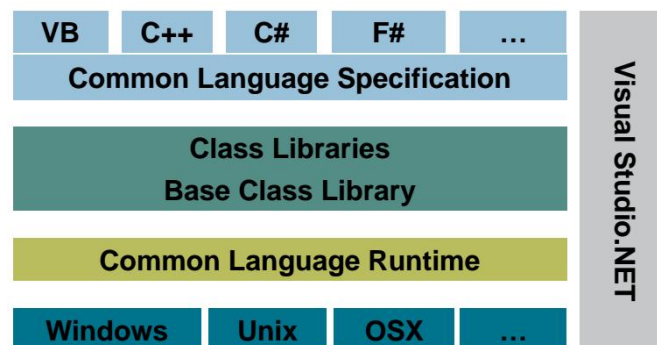 VB C++ C# F# …
Common Language Specification
Class Libraries
Base Class Library
Common Language Runtime
Windows Unix OSX …
Visual Studio.NET